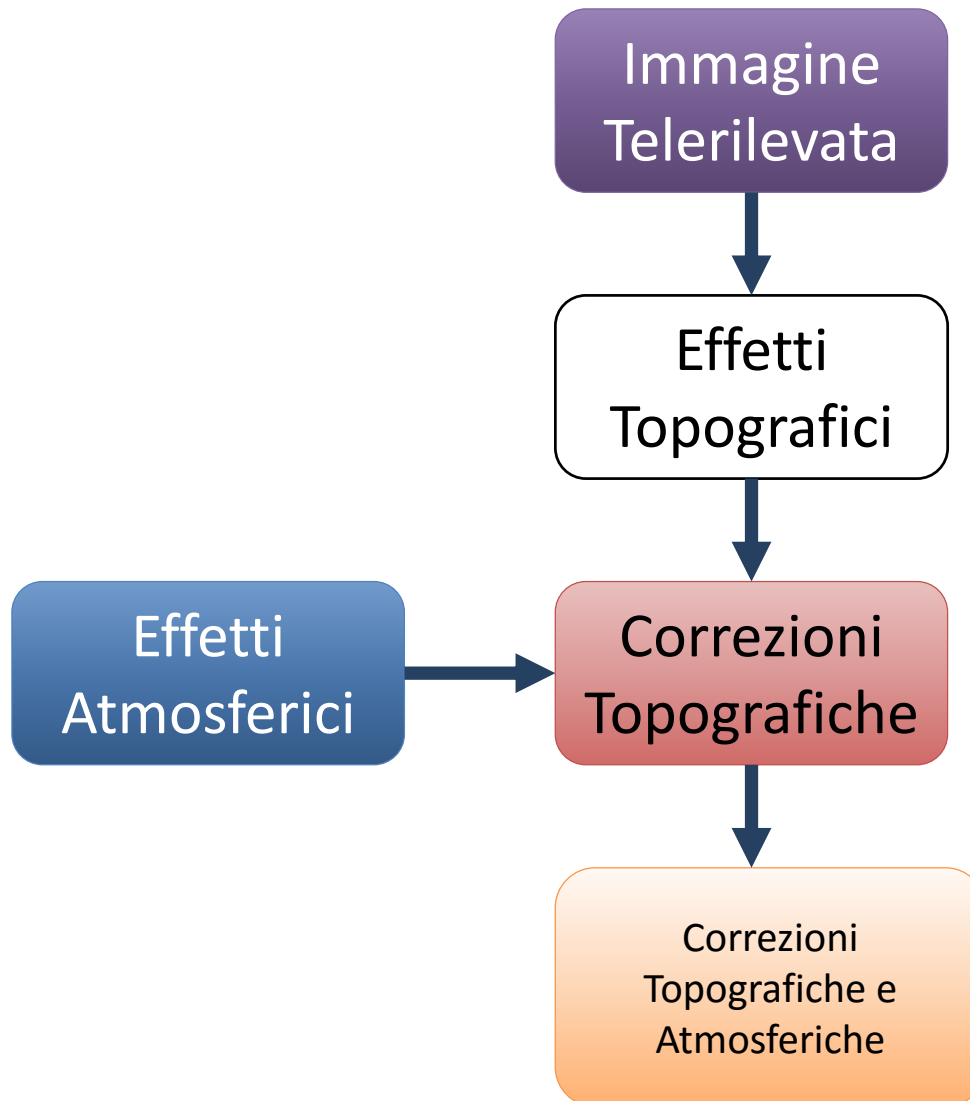 Immagine
Telerilevata
Effetti
Topografici
Effetti
Atmosferici
Correzioni
Topografiche
Correzioni
Topografiche e
Atmosferiche